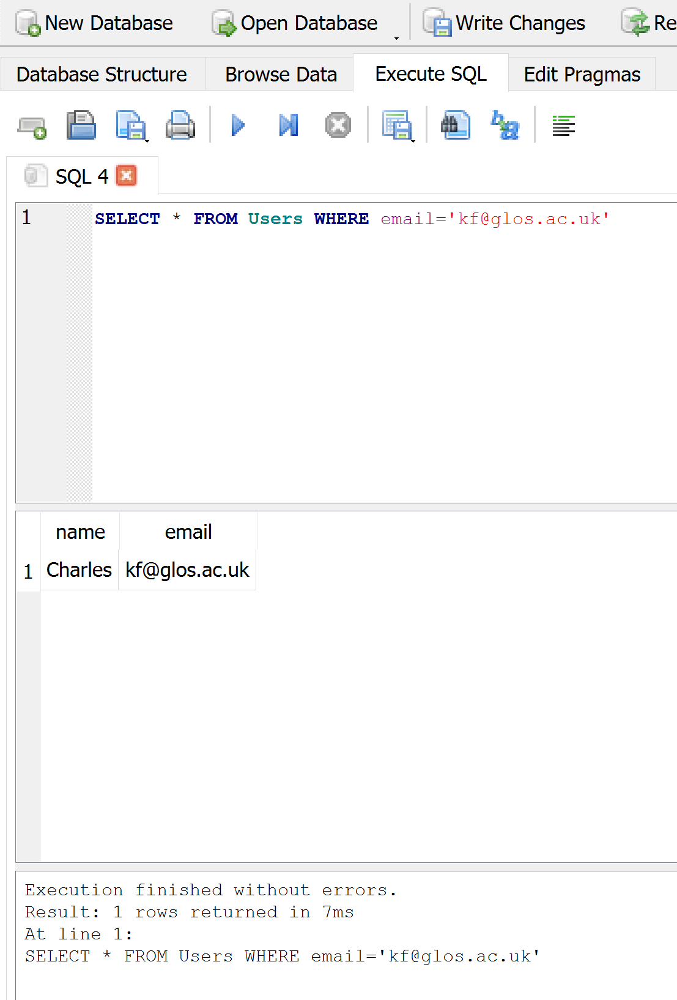 New Database Open Database Write Changes Re
Database Structure Browse Data Execute SQL Edit Pragmas
SQL 4
1 SELECT * FROM Users WHERE email='kf@glos.ac.uk'
name email
1 Charles kf@glos.ac.uk
Execution finished without errors.
Result: 1 rows returned in 7ms
At line 1:
SELECT * FROM Users WHERE email='kf@glos.ac.uk'